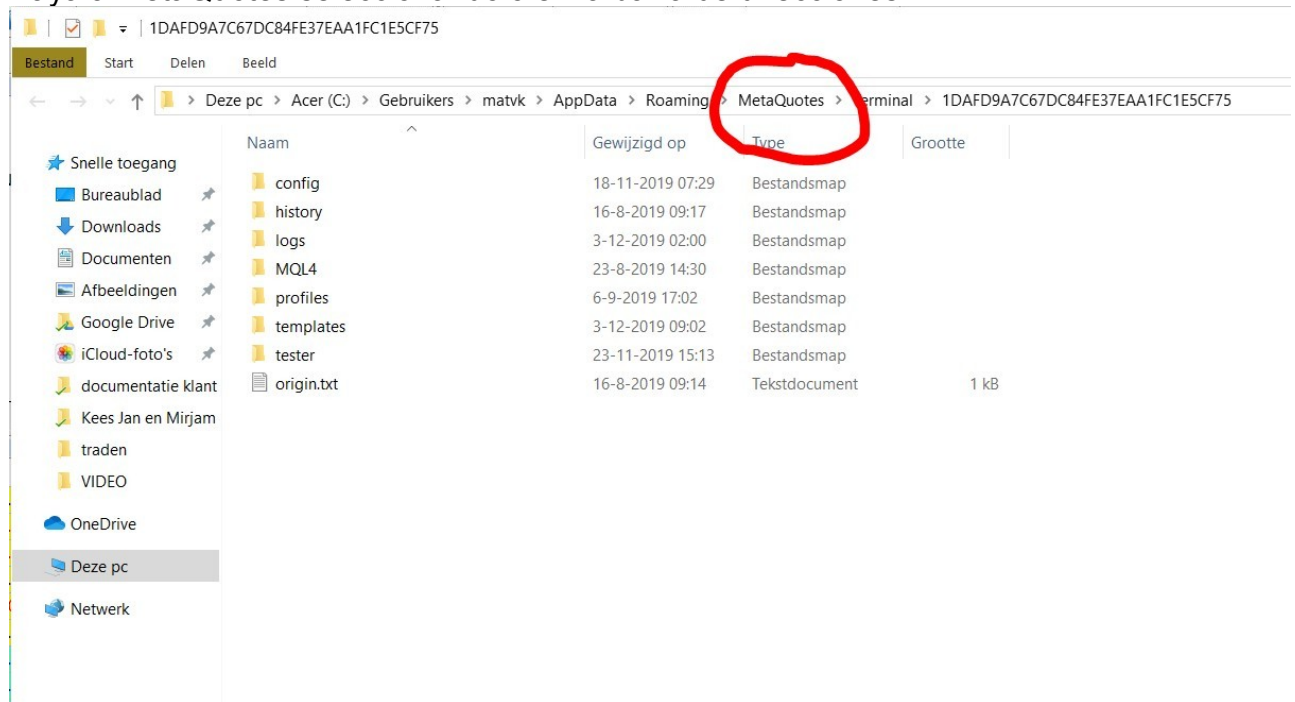 1DAFD9A7C67DC84FE37EAA1FC1E5CF75
Bestand Start Delen Beeld
Deze pc > Acer (C:) > Gebruikers > matvk > AppData > Roaming > MetaQuotes > Terminal > 1DAFD9A7C67DC84FE37EAA1FC1E5CF75
Naam Gewijzigd op Type Grootte
Snelle toegang
Bureaublad
Downloads
Documenten
Afbeeldingen
Google Drive
iCloud-foto's
documentatie klant
Kees Jan en Mirjam
traden
VIDEO
OneDrive
Deze pc
Netwerk
config 18-11-2019 07:29 Bestandsmap
history 16-8-2019 09:17 Bestandsmap
logs 3-12-2019 02:00 Bestandsmap
MQL4 23-8-2019 14:30 Bestandsmap
profiles 6-9-2019 17:02 Bestandsmap
templates 3-12-2019 09:02 Bestandsmap
tester 23-11-2019 15:13 Bestandsmap
origin.txt 16-8-2019 09:14 Tekstdocument 1 kB